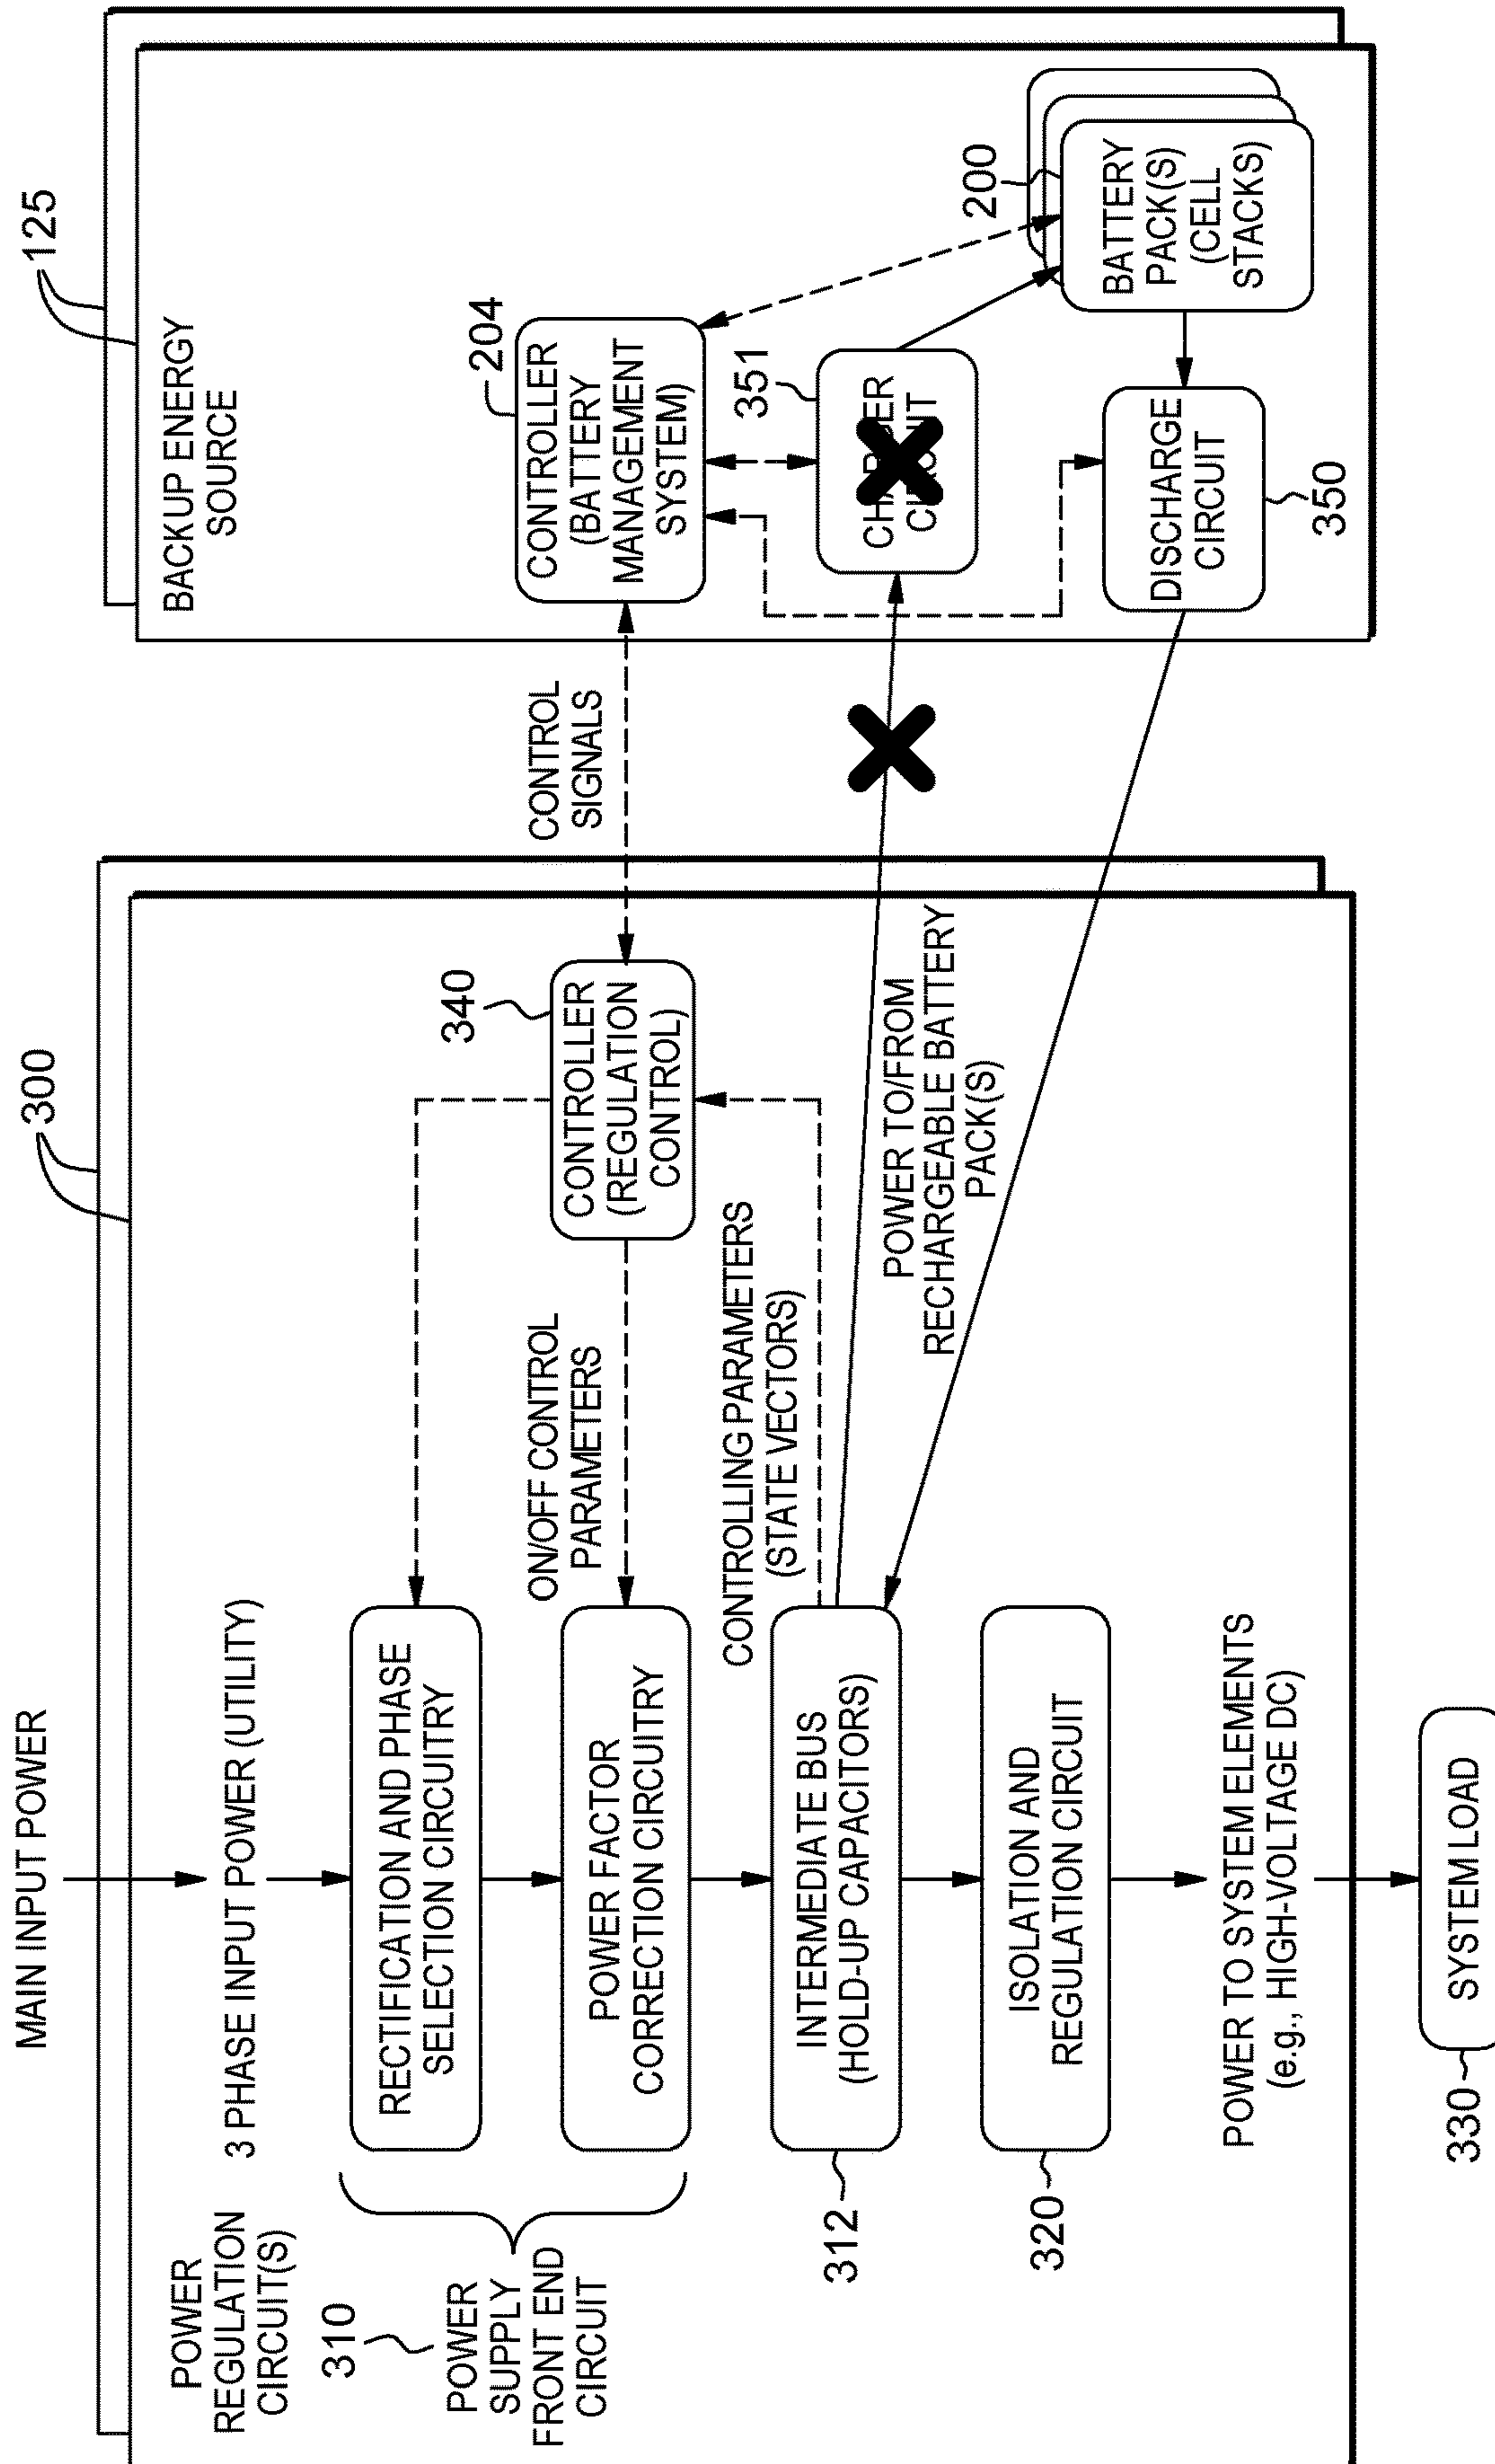 MAIN INPUT POWER
300
POWER
REGULATION
CIRCUIT(S)
3 PHASE INPUT POWER (UTILITY)
310
POWER
SUPPLY
FRONT END
CIRCUIT
RECTIFICATION AND PHASE
SELECTION CIRCUITRY
POWER FACTOR
CORRECTION CIRCUITRY
ON/OFF CONTROL
PARAMETERS
340
CONTROLLER
(REGULATION
CONTROL)
CONTROLLING PARAMETERS
(STATE VECTORS)
312
INTERMEDIATE BUS
(HOLD-UP CAPACITORS)
POWER TO/FROM
RECHARGEABLE BATTERY
PACK(S)
320
ISOLATION AND
REGULATION CIRCUIT
POWER TO SYSTEM ELEMENTS
(e.g., HIGH-VOLTAGE DC)
330
SYSTEM LOAD
CONTROL
SIGNALS
125
BACKUP ENERGY
SOURCE
204
CONTROLLER
(BATTERY
MANAGEMENT
SYSTEM)
351
200
BATTERY
PACK(S)
(CELL
STACKS)
DISCHARGE
CIRCUIT
350